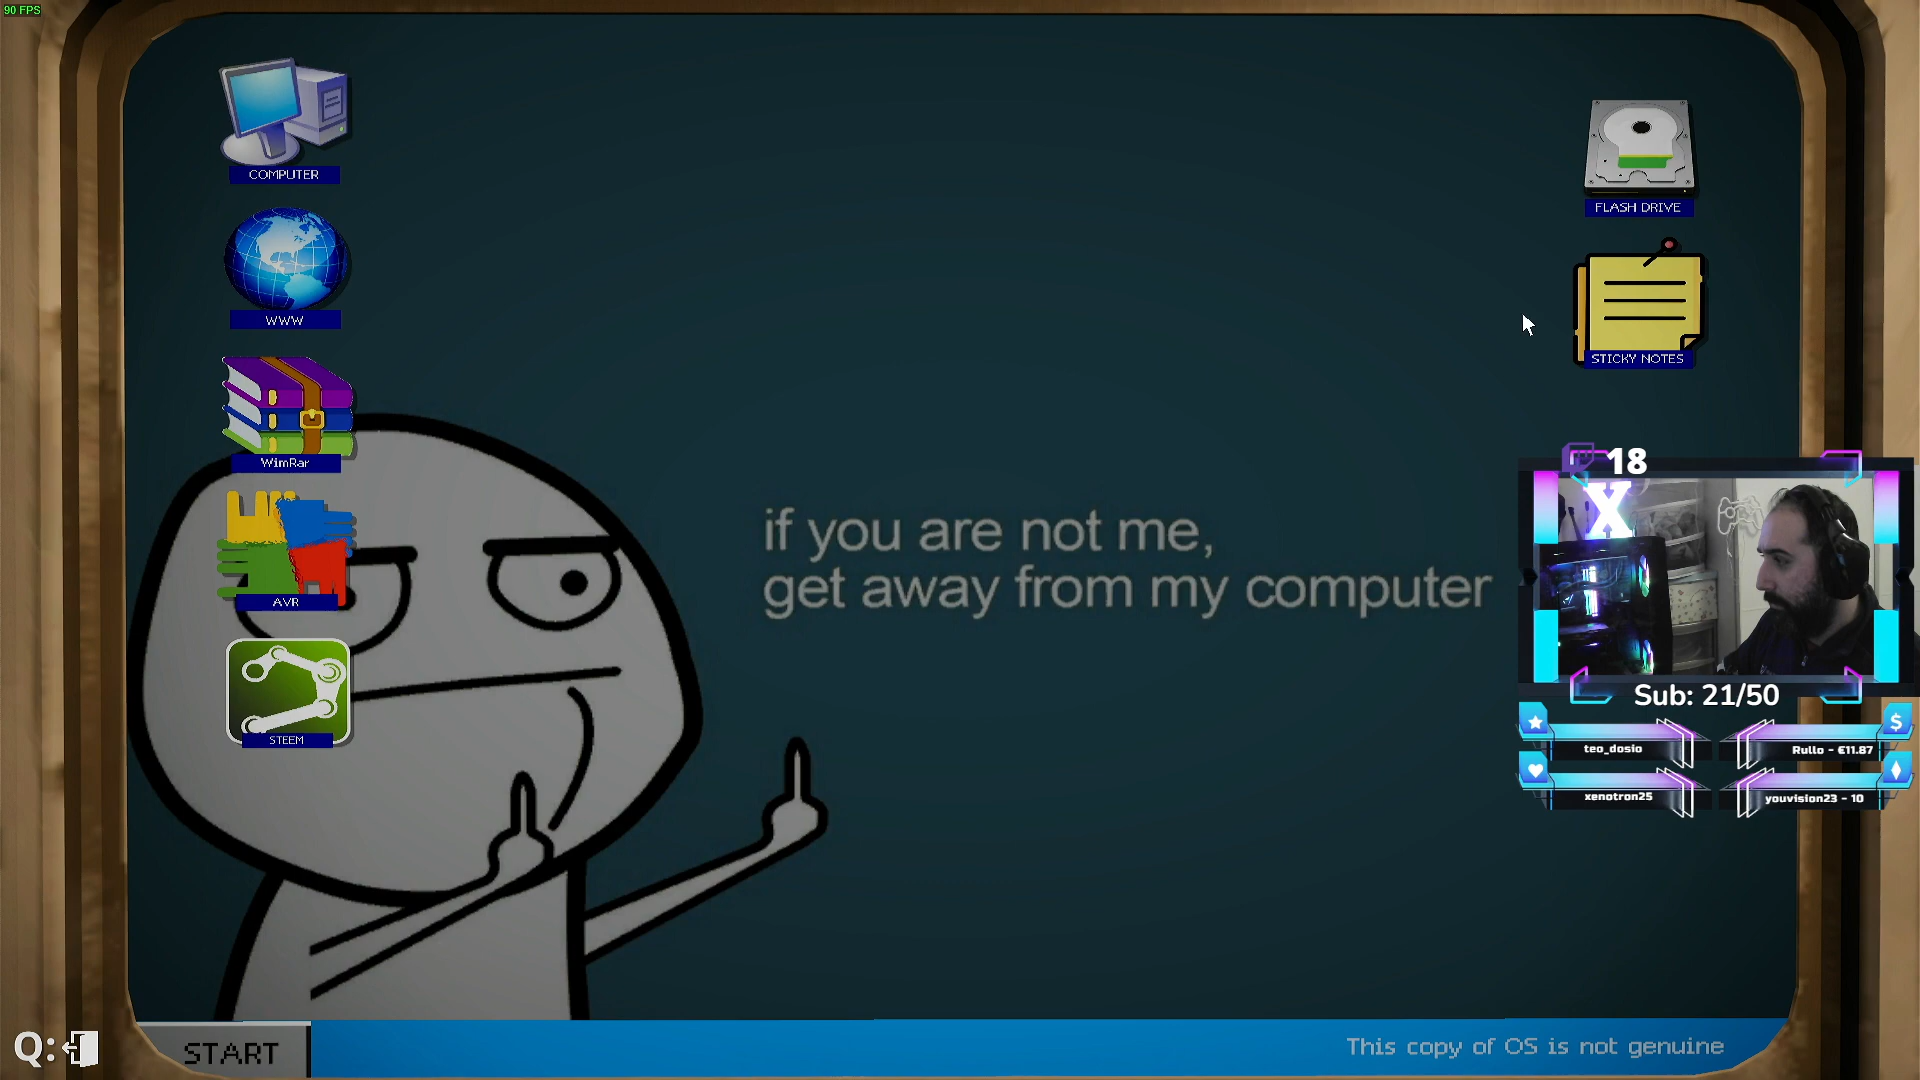 90 FPS
COMPUTER
WWW
WimRar
AVR
STEEM
FLASH DRIVE
STICKY NOTES
if you are not me,
get away from my computer
18
X
Sub: 21/50
teo_dosio
Rullo - €11.87
xenotron25
youvision23 - 10
Q:
START
This copy of OS is not genuine